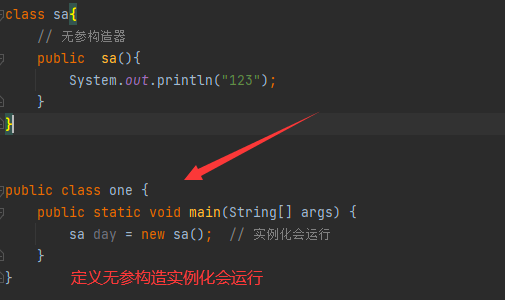 class sa{
// 无参构造器
public  sa(){
System.out.println("123");
}
}
public class one {
public static void main(String[] args) {
sa day = new sa();  // 实例化会运行
}
}
定义无参构造实例化会运行